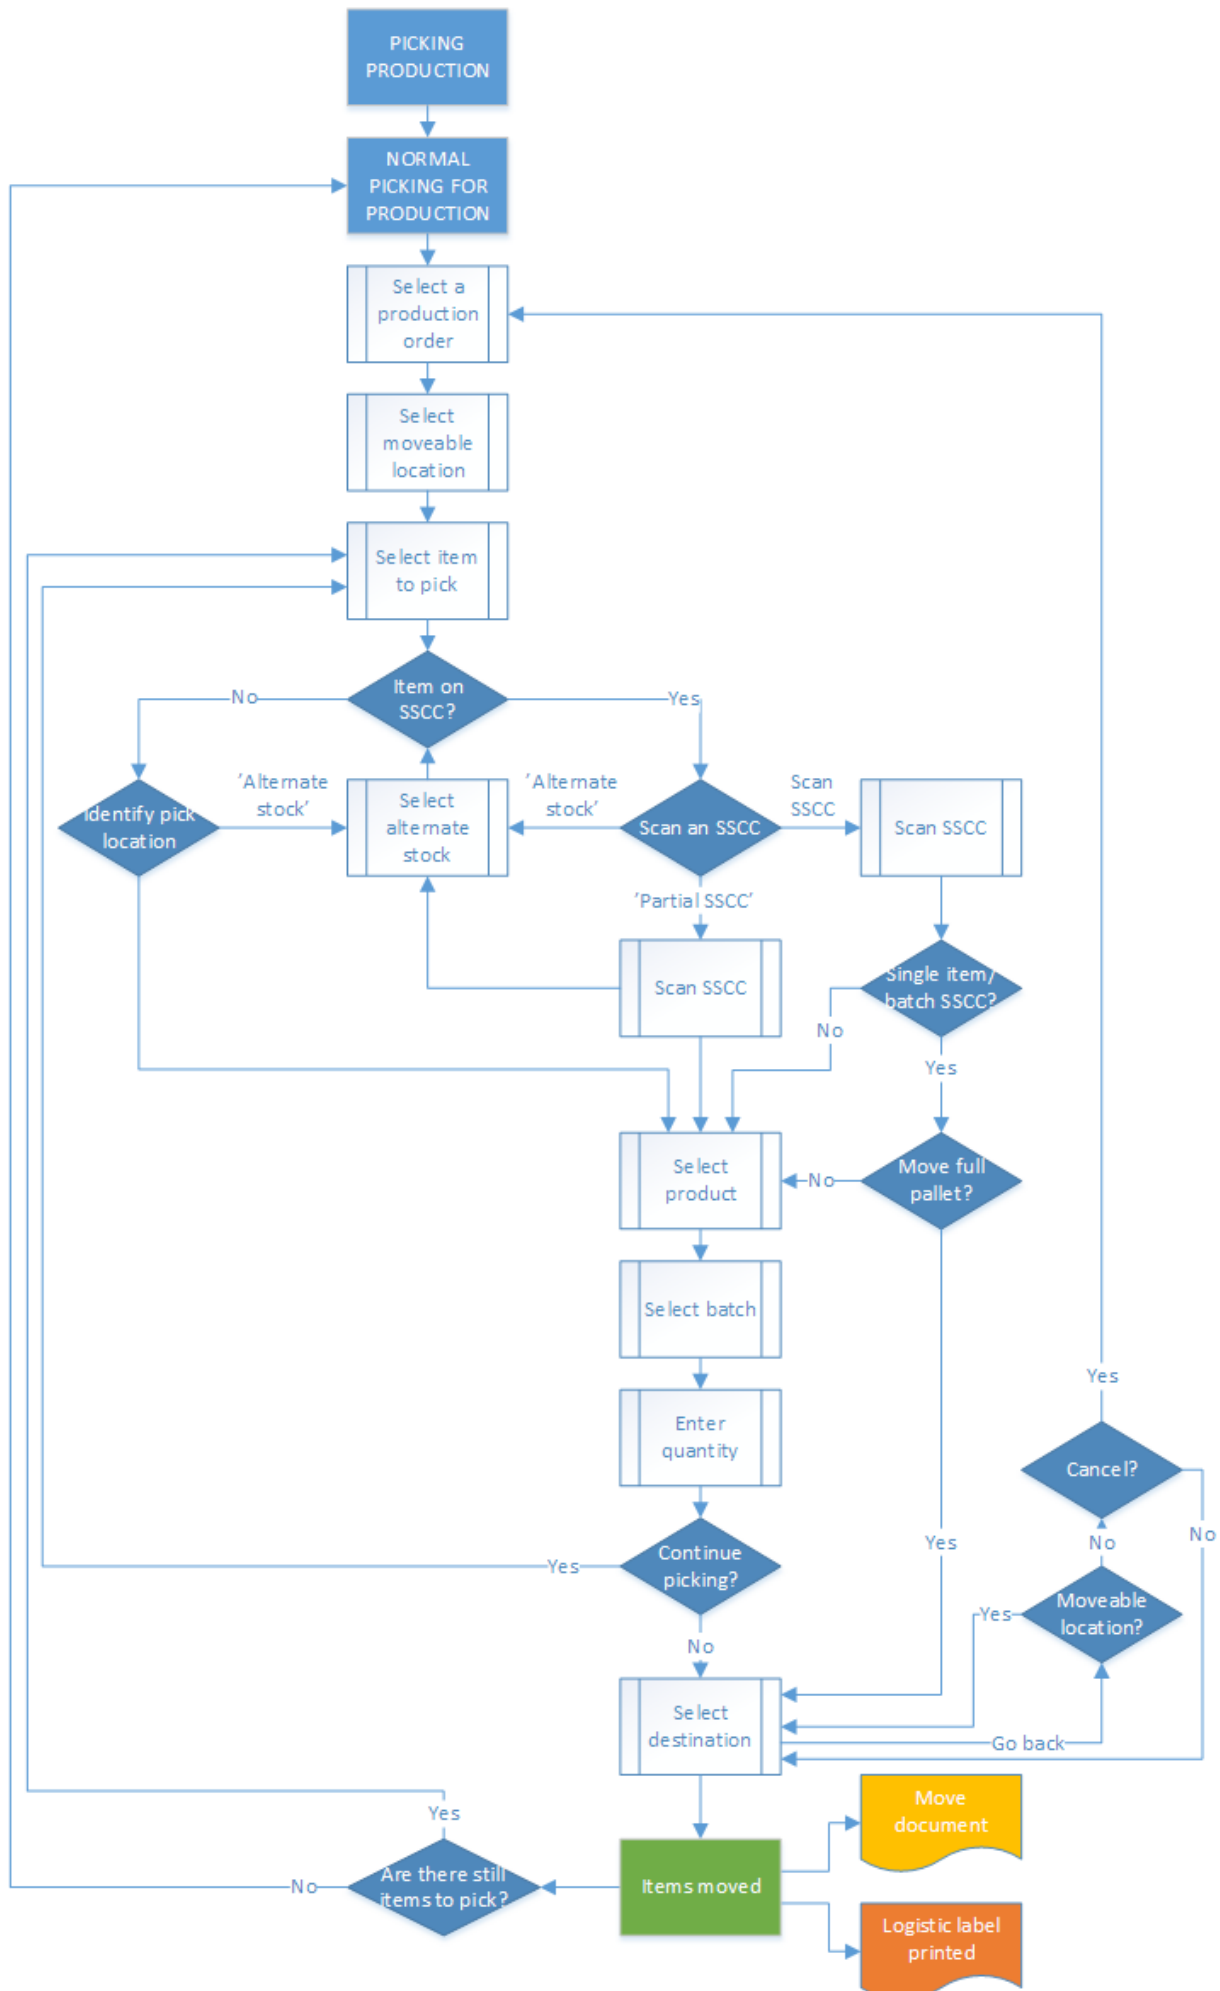 PICKING
PRODUCTION
NORMAL
PICKING FOR
PRODUCTION
Select a
production
order
Select
moveable
location
Select item
to pick
Item on
SSCC?
No
Yes
Identify pick
location
'Alternate
stock'
Select
alternate
stock
'Alternate
stock'
Scan an SSCC
Scan
SSCC
Scan SSCC
'Partial SSCC'
Scan SSCC
Single item/
batch SSCC?
No
Yes
Select
product
No
Move full
pallet?
Select batch
Enter
quantity
Yes
Cancel?
No
Continue
picking?
Yes
Yes
No
Moveable
location?
Yes
No
Select
destination
Go back
Move
document
Yes
Are there still
items to pick?
No
Items moved
Logistic label
printed